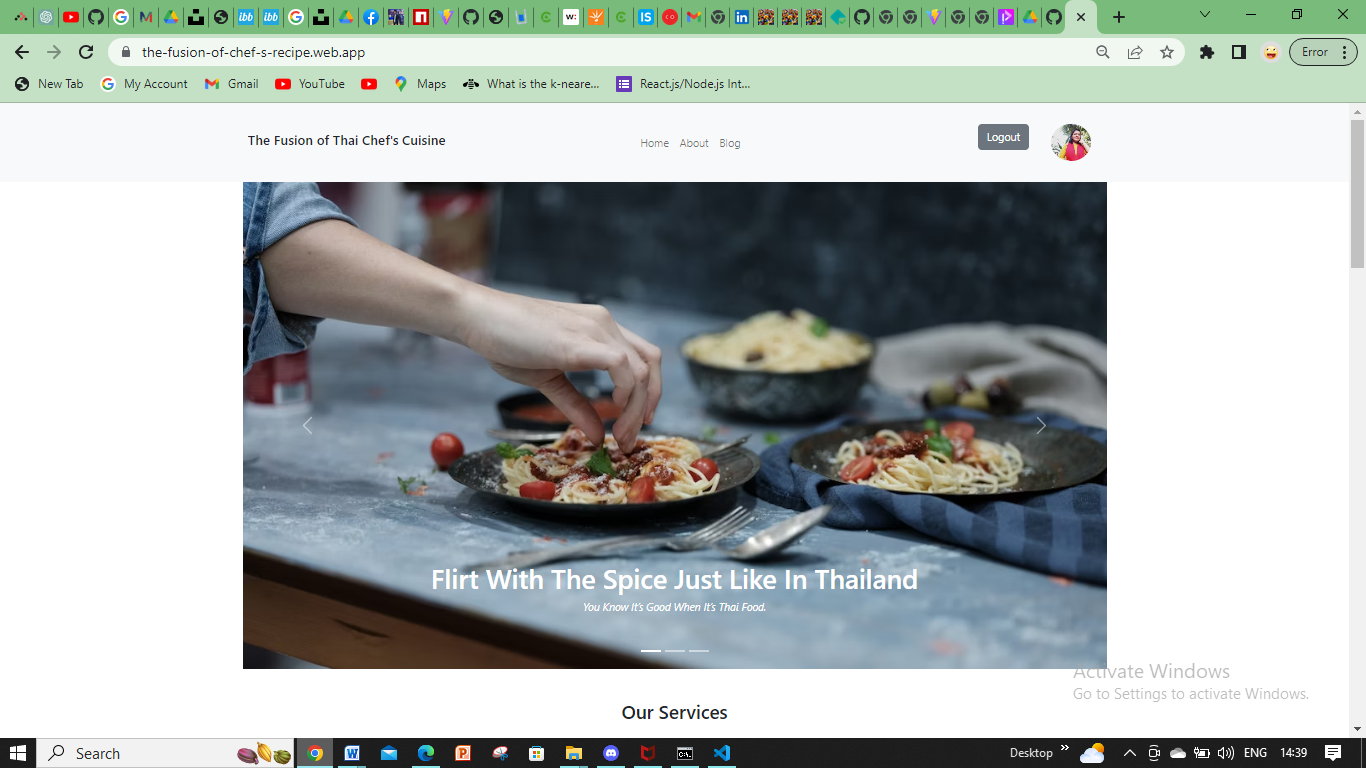 the-fusion-of-chef-s-recipe.web.app
Error
New Tab
My Account
Gmail
YouTube
Maps
What is the k-neare...
React.js/Node.js Int...
The Fusion of Thai Chef's Cuisine
Home
About
Blog
Logout
Flirt With The Spice Just Like In Thailand
You Know It's Good When It's Thai Food.
Activate Windows
Go to Settings to activate Windows.
Our Services
Search
Desktop
ENG
14:39